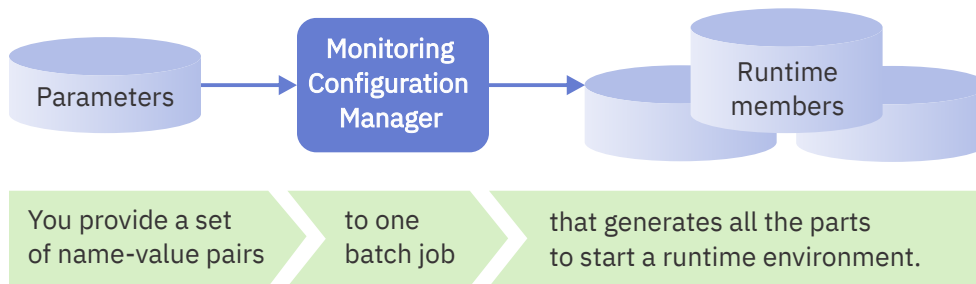 Parameters
Monitoring
Configuration
Manager
Runtime
members
You provide a set
of name-value pairs
to one
batch job
that generates all the parts
to start a runtime environment.